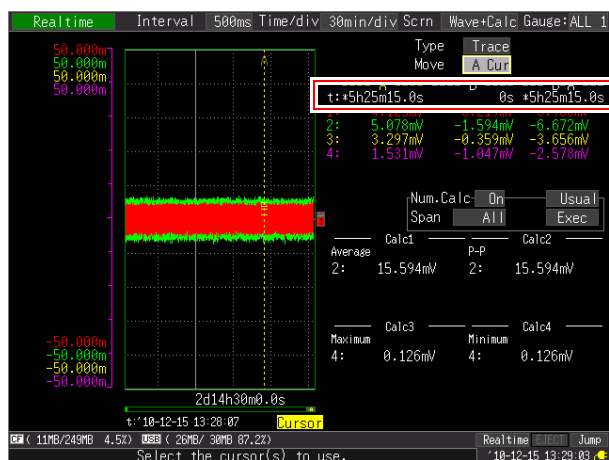 Realtime Interval 500ms Time/div 30min/div Scrn Wave+Calc Gauge:ALL 1
50.000m
50.000m
50.000m
50.000m
Type Trace
Move A Cur
A
t:*5h25m15.0s 0s *5h25m15.0s
2: 5.078mV -1.594mV -6.672mV
3: 3.297mV -0.359mV -3.656mV
4: 1.531mV -1.047mV -2.578mV
Num.Calc On Usual
Span All Exec
Calc1 Calc2
Average P-P
2: 15.594mV 2: 15.594mV
Calc3 Calc4
Maximum Minimum
4: 0.126mV 4: 0.126mV
-50.000m
-50.000m
-50.000m
-50.000m
2d14h30m0.0s
t:'10-12-15 13:28:07 Cursor
CF ( 11MB/249MB 4.5%) USB ( 26MB/ 30MB 87.2%) Realtime EJECT Jump
Select the cursor(s) to use. '10-12-15 13:29:03